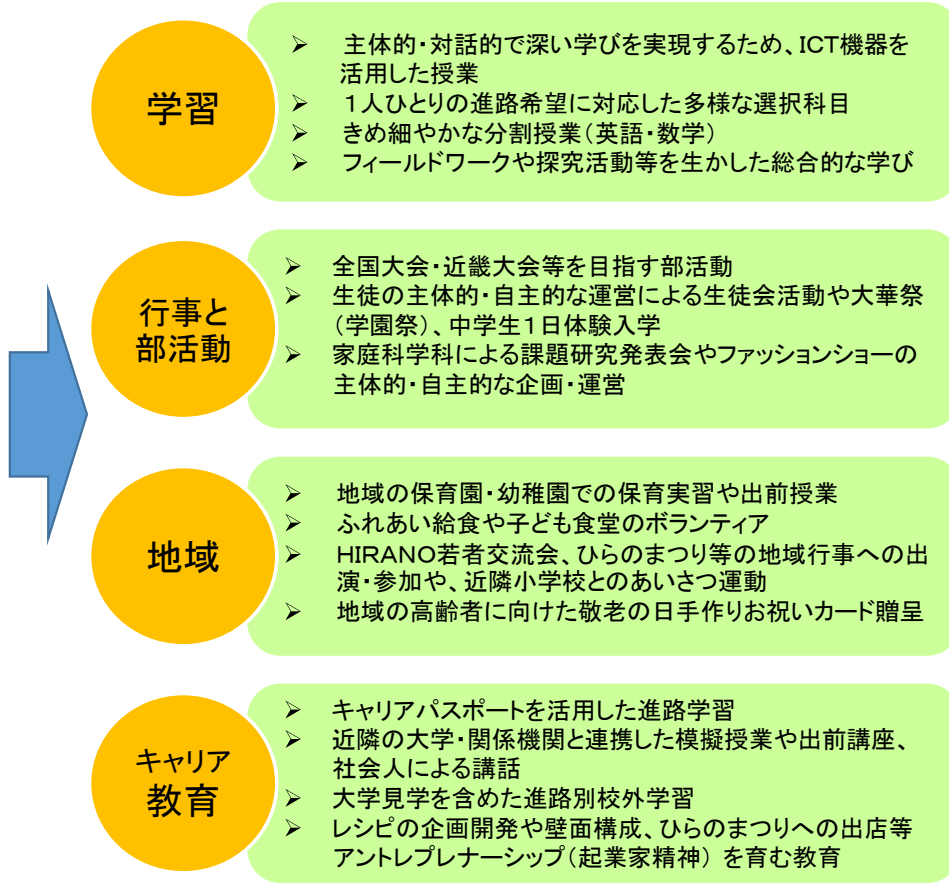 学習
➢ 主体的・対話的で深い学びを実現するため、ICT機器を
活用した授業
➢ 1人ひとりの進路希望に対応した多様な選択科目
➢ きめ細やかな分割授業(英語・数学)
➢ フィールドワークや探究活動等を生かした総合的な学び
行事と
部活動
➢ 全国大会・近畿大会等を目指す部活動
➢ 生徒の主体的・自主的な運営による生徒会活動や大華祭
(学園祭)、中学生1日体験入学
➢ 家庭科学科による課題研究発表会やファッションショーの
主体的・自主的な企画・運営
地域
➢ 地域の保育園・幼稚園での保育実習や出前授業
➢ ふれあい給食や子ども食堂のボランティア
➢ HIRANO若者交流会、ひらのまつり等の地域行事への出
演・参加や、近隣小学校とのあいさつ運動
➢ 地域の高齢者に向けた敬老の日手作りお祝いカード贈呈
キャリア
教育
➢ キャリアパスポートを活用した進路学習
➢ 近隣の大学・関係機関と連携した模擬授業や出前講座、
社会人による講話
➢ 大学見学を含めた進路別校外学習
➢ レシピの企画開発や壁面構成、ひらのまつりへの出店等
アントレプレナーシップ(起業家精神) を育む教育